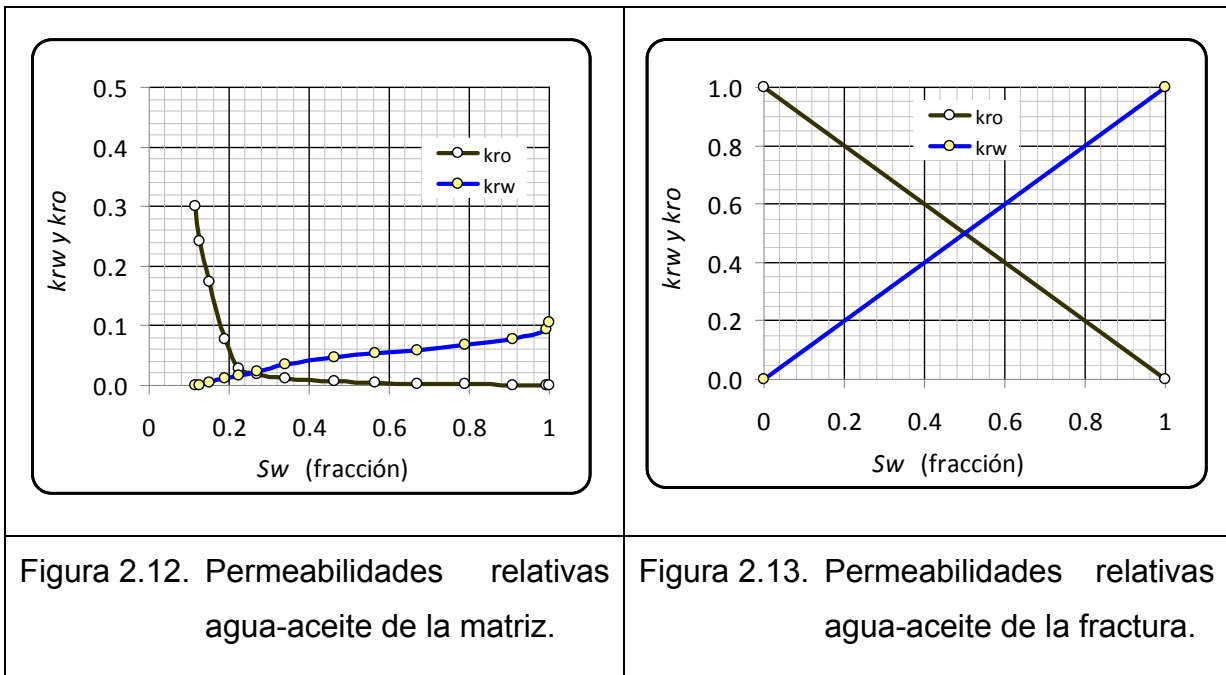 0.5
0.4
0.3
0.2
0.1
0.0
krw y kro
kro
krw
0 0.2 0.4 0.6 0.8 1
Sw (fracción)
1.0
0.8
0.6
0.4
0.2
0.0
krw y kro
kro
krw
0 0.2 0.4 0.6 0.8 1
Sw (fracción)
Figura 2.12. Permeabilidades relativas
agua-aceite de la matriz.
Figura 2.13. Permeabilidades relativas
agua-aceite de la fractura.